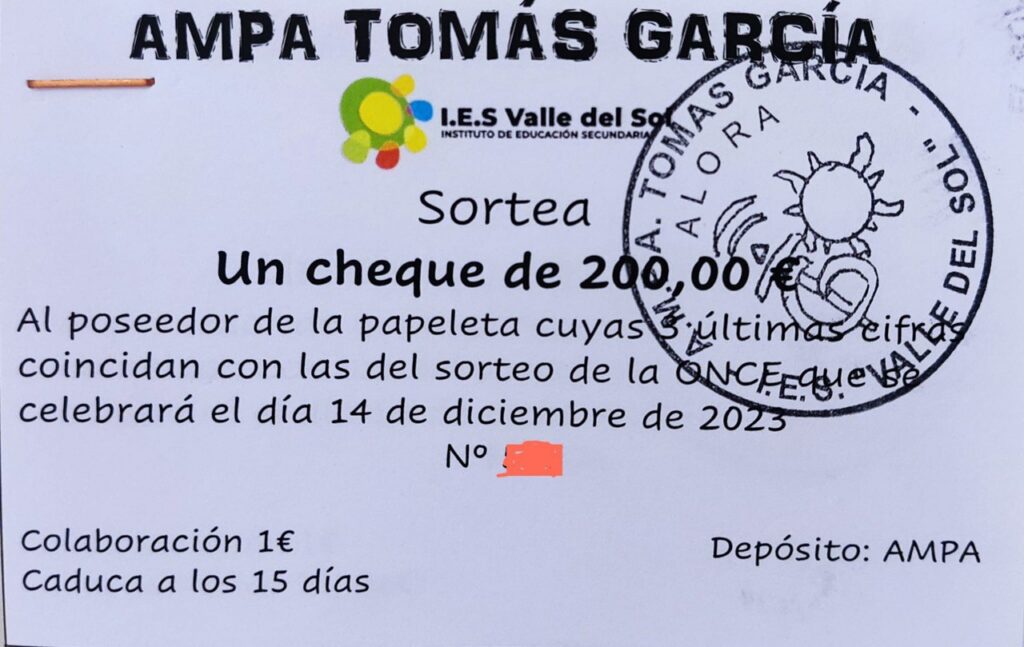 AMPA TOMÁS GARCÍA
I.E.S Valle del Sol
INSTITUTO DE EDUCACIÓN SECUNDARIA
A.M.P.A. TOMAS GARCIA - I.E.S. "VALLE DEL SOL"
ALORA
Sortea
Un cheque de 200,00 €
Al poseedor de la papeleta cuyas 3 últimas cifras
coincidan con las del sorteo de la ONCE que se
celebrará el día 14 de diciembre de 2023
Nº
Colaboración 1€
Depósito: AMPA
Caduca a los 15 días